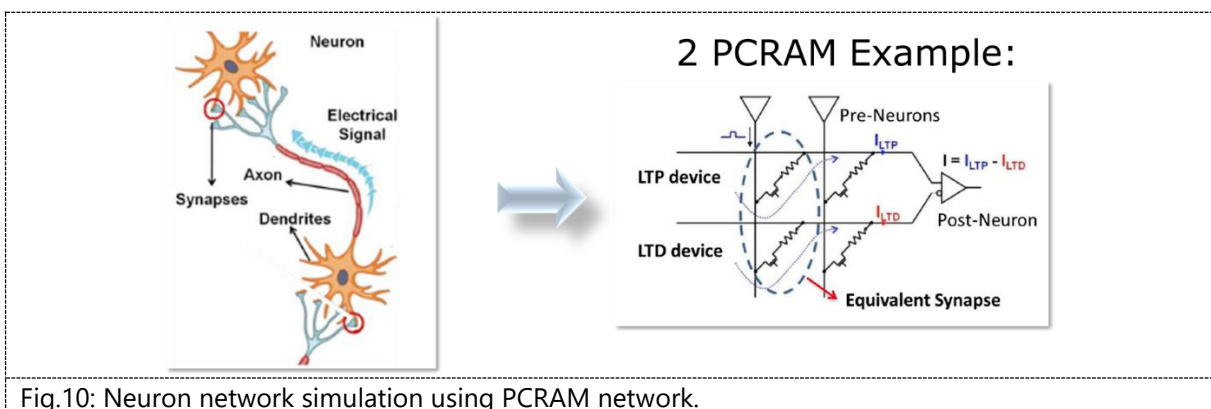 Neuron
Electrical
Signal
Axon
Synapses
Dendrites
2 PCRAM Example:
Pre-Neurons
I_LTP
I = I_LTP - I_LTD
LTP device
I_LTD
Post-Neuron
LTD device
Equivalent Synapse
Fig.10: Neuron network simulation using PCRAM network.